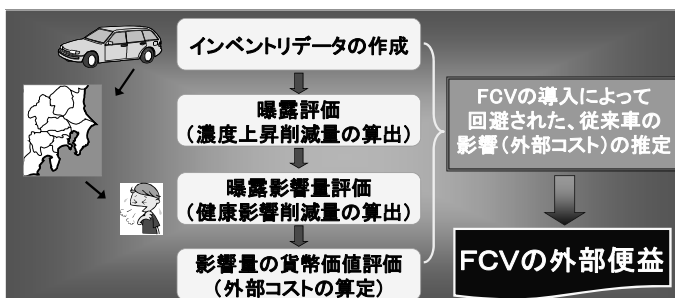 インベントリデータの作成
曝露評価
(濃度上昇削減量の算出)
曝露影響量評価
(健康影響削減量の算出)
影響量の貨幣価値評価
(外部コストの算定)
FCVの導入によって
回避された、従来車の
影響(外部コスト)の推定
FCVの外部便益